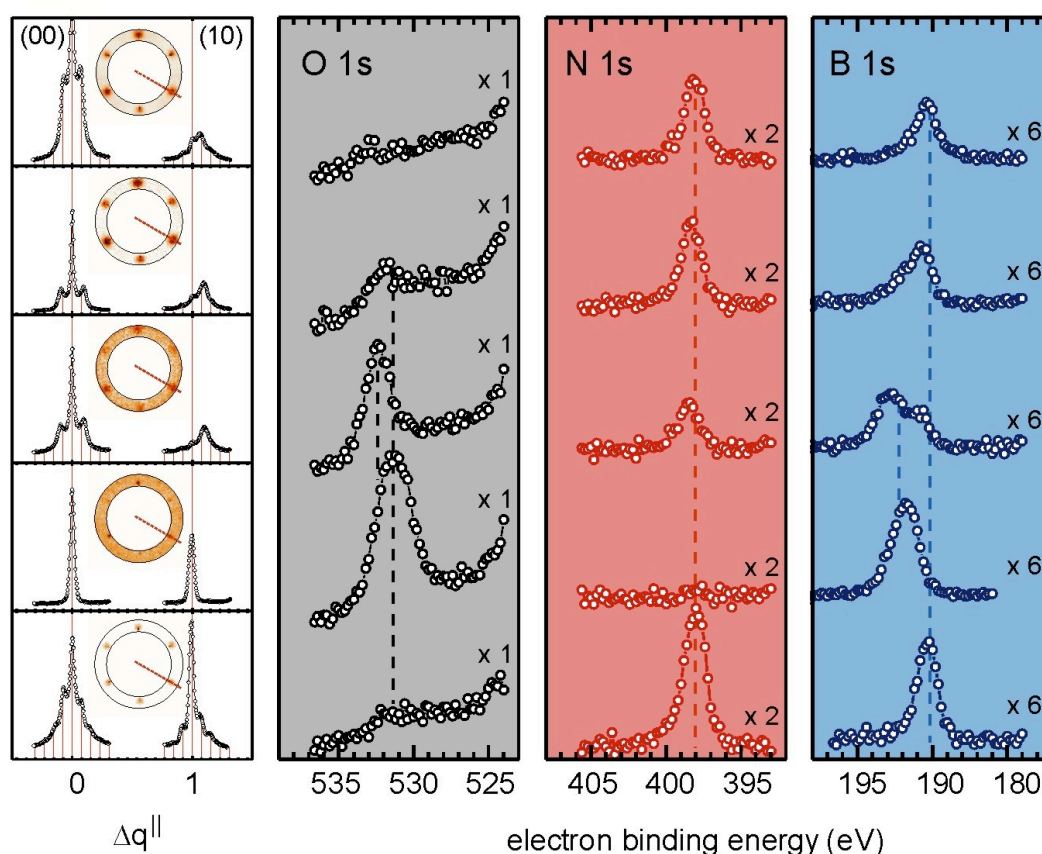 (00) (10)
O 1s
x 1
x 1
x 1
x 1
x 1
N 1s
x 2
x 2
x 2
x 2
x 2
B 1s
x 6
x 6
x 6
x 6
x 6
0 1
535 530 525
405 400 395
195 190 180
Δq||
electron binding energy (eV)